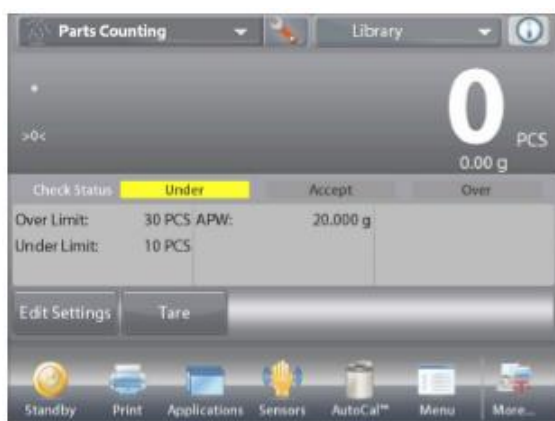 Parts Counting
Library
0
PCS
>0<
0.00 g
Check Status Under Accept Over
Over Limit: 30 PCS APW: 20.000 g
Under Limit: 10 PCS
Edit Settings Tare
Standby Print Applications Sensors AutoCal™ Menu More...